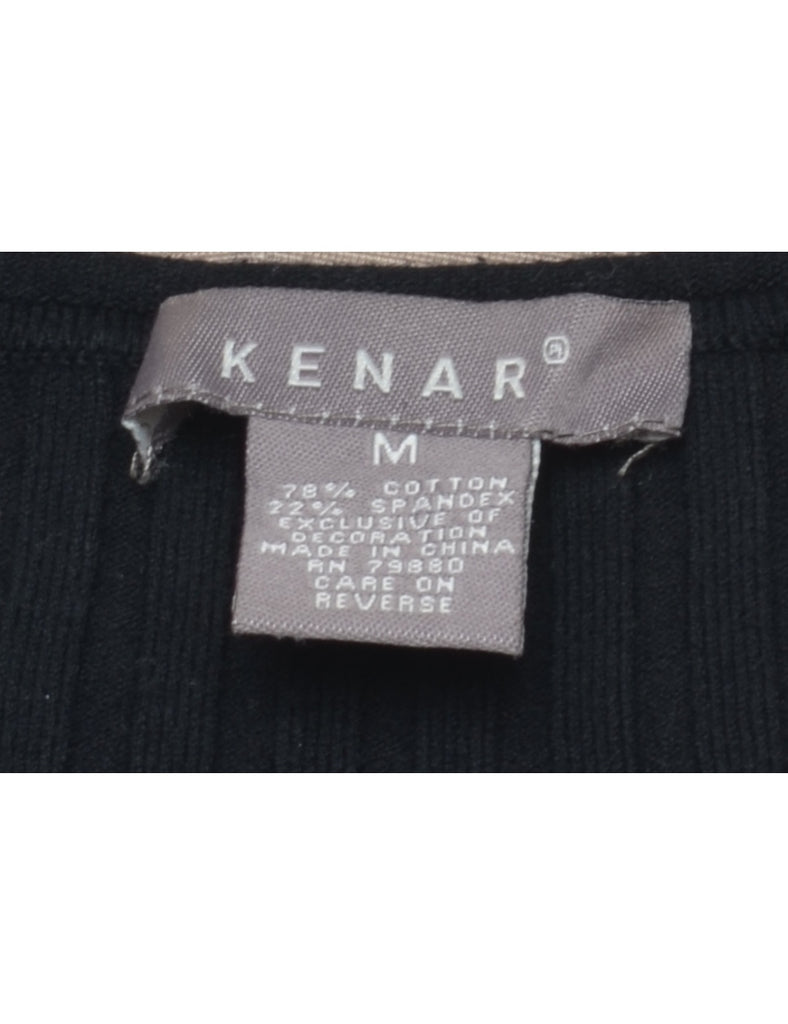 KENAR®
M
78% COTTON
22% SPANDEX
EXCLUSIVE OF
DECORATION
MADE IN CHINA
RN 79880
CARE ON
REVERSE